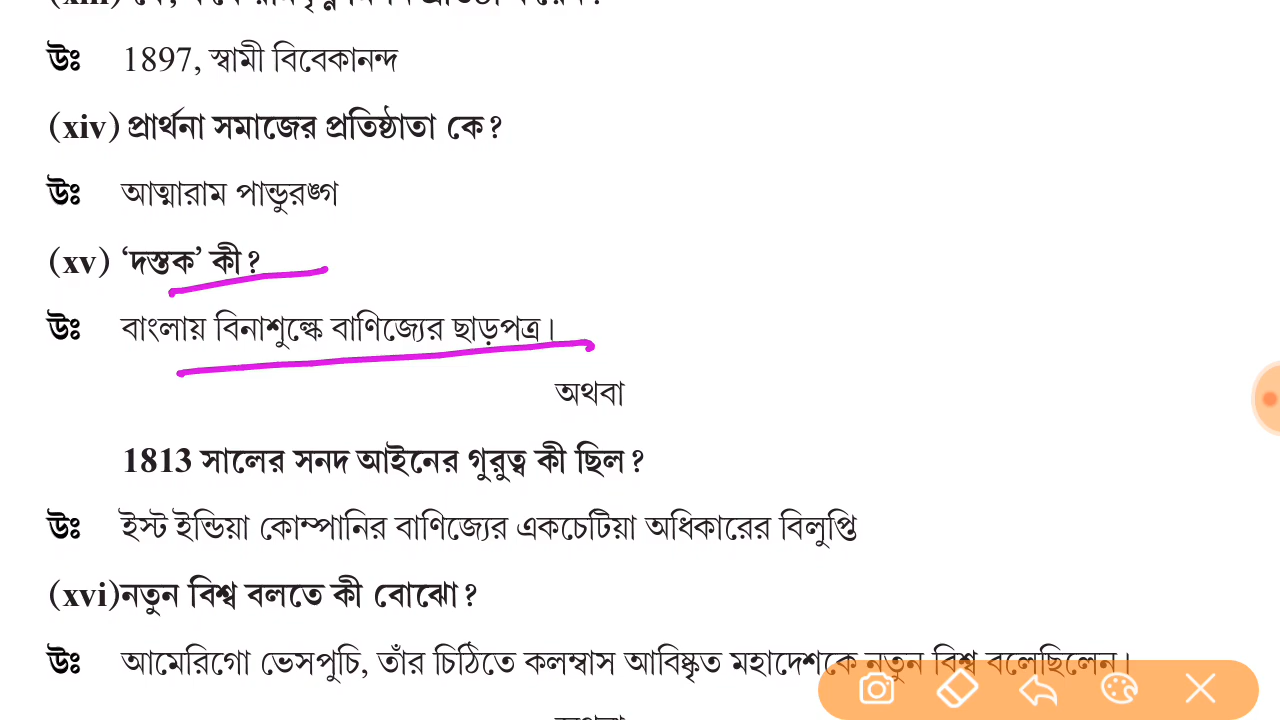 উঃ 1897, স্বামী বিবেকানন্দ
(xiv) প্রার্থনা সমাজের প্রতিষ্ঠাতা কে?
উঃ আত্মারাম পান্ডুরঙ্গ
(xv) ‘দস্তক’ কী?
উঃ বাংলায় বিনাশুল্কে বাণিজ্যের ছাড়পত্র।
অথবা
1813 সালের সনদ আইনের গুরুত্ব কী ছিল?
উঃ ইস্ট ইন্ডিয়া কোম্পানির বাণিজ্যের একচেটিয়া অধিকারের বিলুপ্তি
(xvi) নতুন বিশ্ব বলতে কী বোঝো?
উঃ আমেরিগো ভেসপুচি, তাঁর চিঠিতে কলম্বাস আবিষ্কৃত মহাদেশকে নতুন বিশ্ব বলেছিলেন।